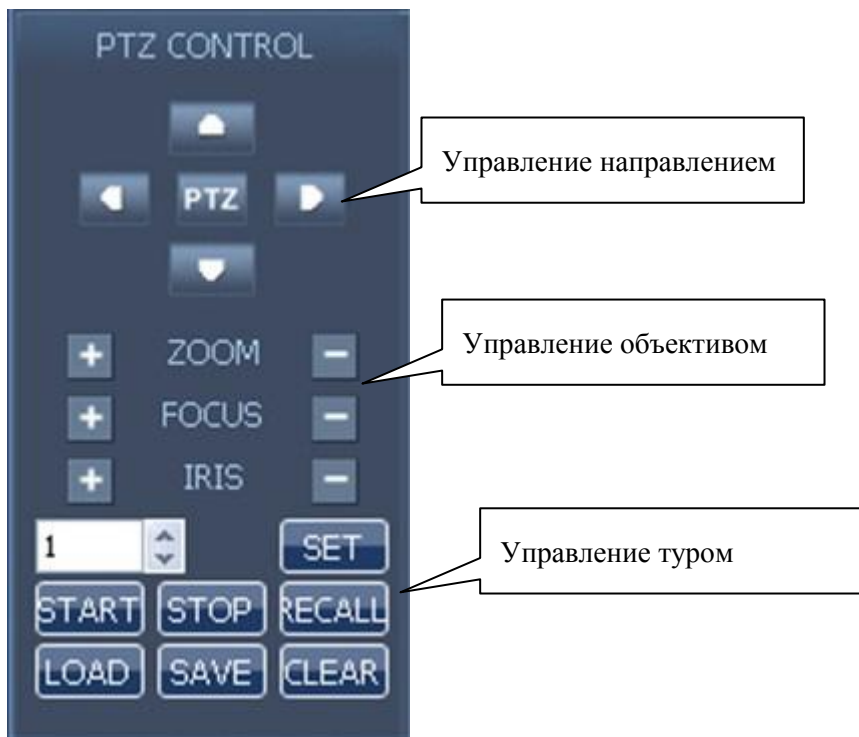 PTZ CONTROL
Управление направлением
PTZ
+ ZOOM −
Управление объективом
+ FOCUS −
+ IRIS −
1 SET
Управление туром
START STOP RECALL
LOAD SAVE CLEAR